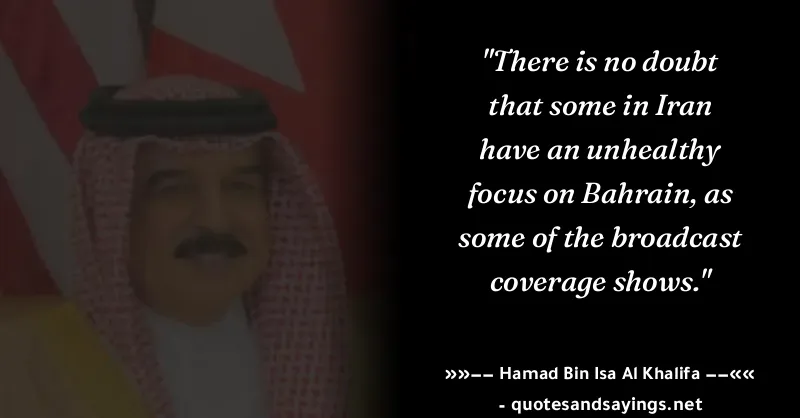 "There is no doubt
that some in Iran
have an unhealthy
focus on Bahrain, as
some of the broadcast
coverage shows."
»»−− Hamad Bin Isa Al Khalifa −−««
- quotesandsayings.net